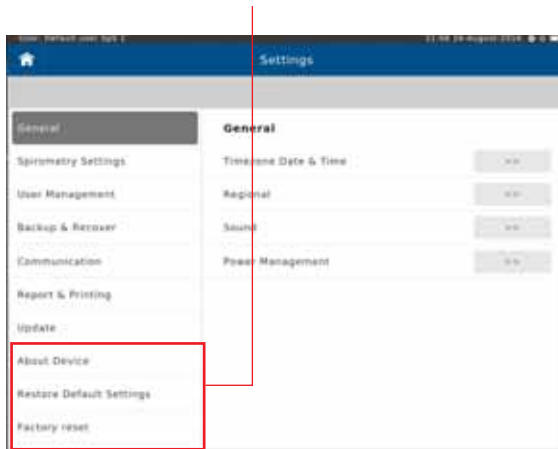 Settings
General
General
Spirometry Settings
Timezone Date & Time
>>
User Management
Regional
>>
Backup & Recover
Sound
>>
Communication
Power Management
>>
Report & Printing
Update
About Device
Restore Default Settings
Factory reset